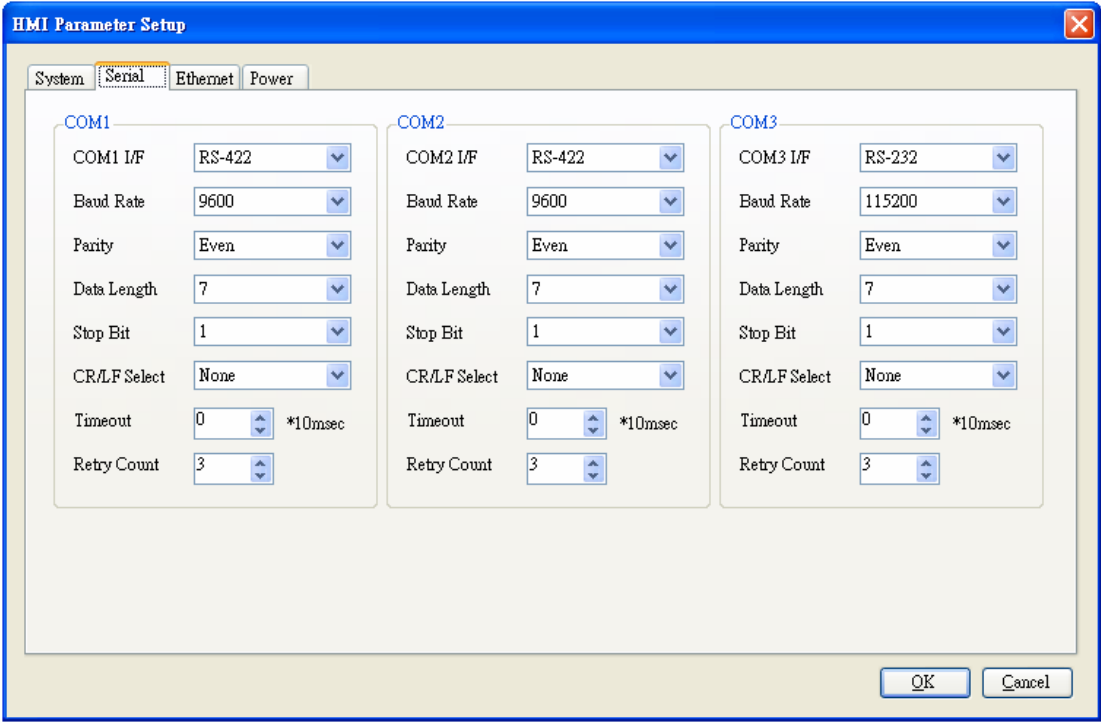 HMI Parameter Setup
System Serial Ethernet Power
COM1 COM2 COM3
COM1 I/F RS-422 COM2 I/F RS-422 COM3 I/F RS-232
Baud Rate 9600 Baud Rate 9600 Baud Rate 115200
Parity Even Parity Even Parity Even
Data Length 7 Data Length 7 Data Length 7
Stop Bit 1 Stop Bit 1 Stop Bit 1
CR/LF Select None CR/LF Select None CR/LF Select None
Timeout 0 *10msec Timeout 0 *10msec Timeout 0 *10msec
Retry Count 3 Retry Count 3 Retry Count 3
OK Cancel